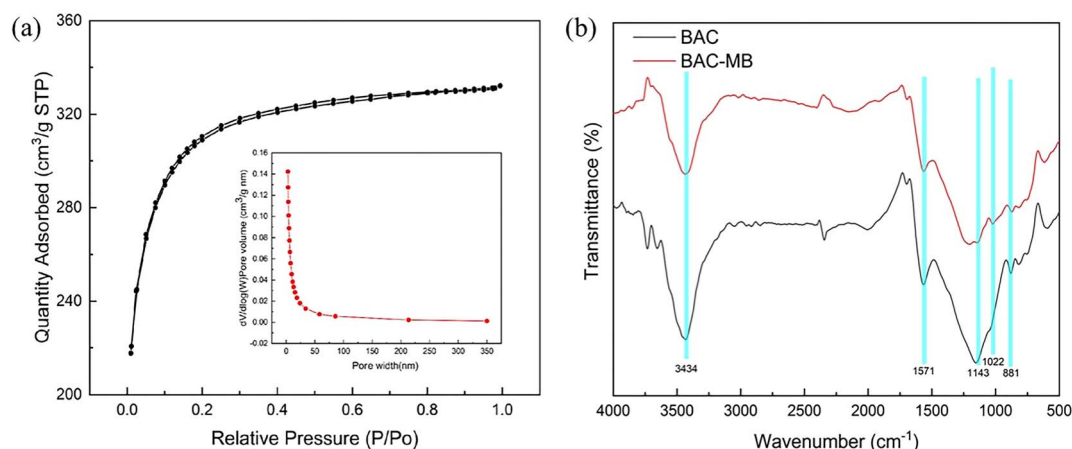 (a)
360
320
280
240
200
Quantity Adsorbed (cm³/g STP)
0.0 0.2 0.4 0.6 0.8 1.0
Relative Pressure (P/Po)
0.16
0.14
0.12
0.10
0.08
0.06
0.04
0.02
0.00
-0.02
dV/dlog(W)Pore volume (cm³/g nm)
0 50 100 150 200 250 300 350
Pore width(nm)
(b)
BAC
BAC-MB
Transmittance (%)
3434 1571 1143 1022 881
4000 3500 3000 2500 2000 1500 1000 500
Wavenumber (cm⁻¹)